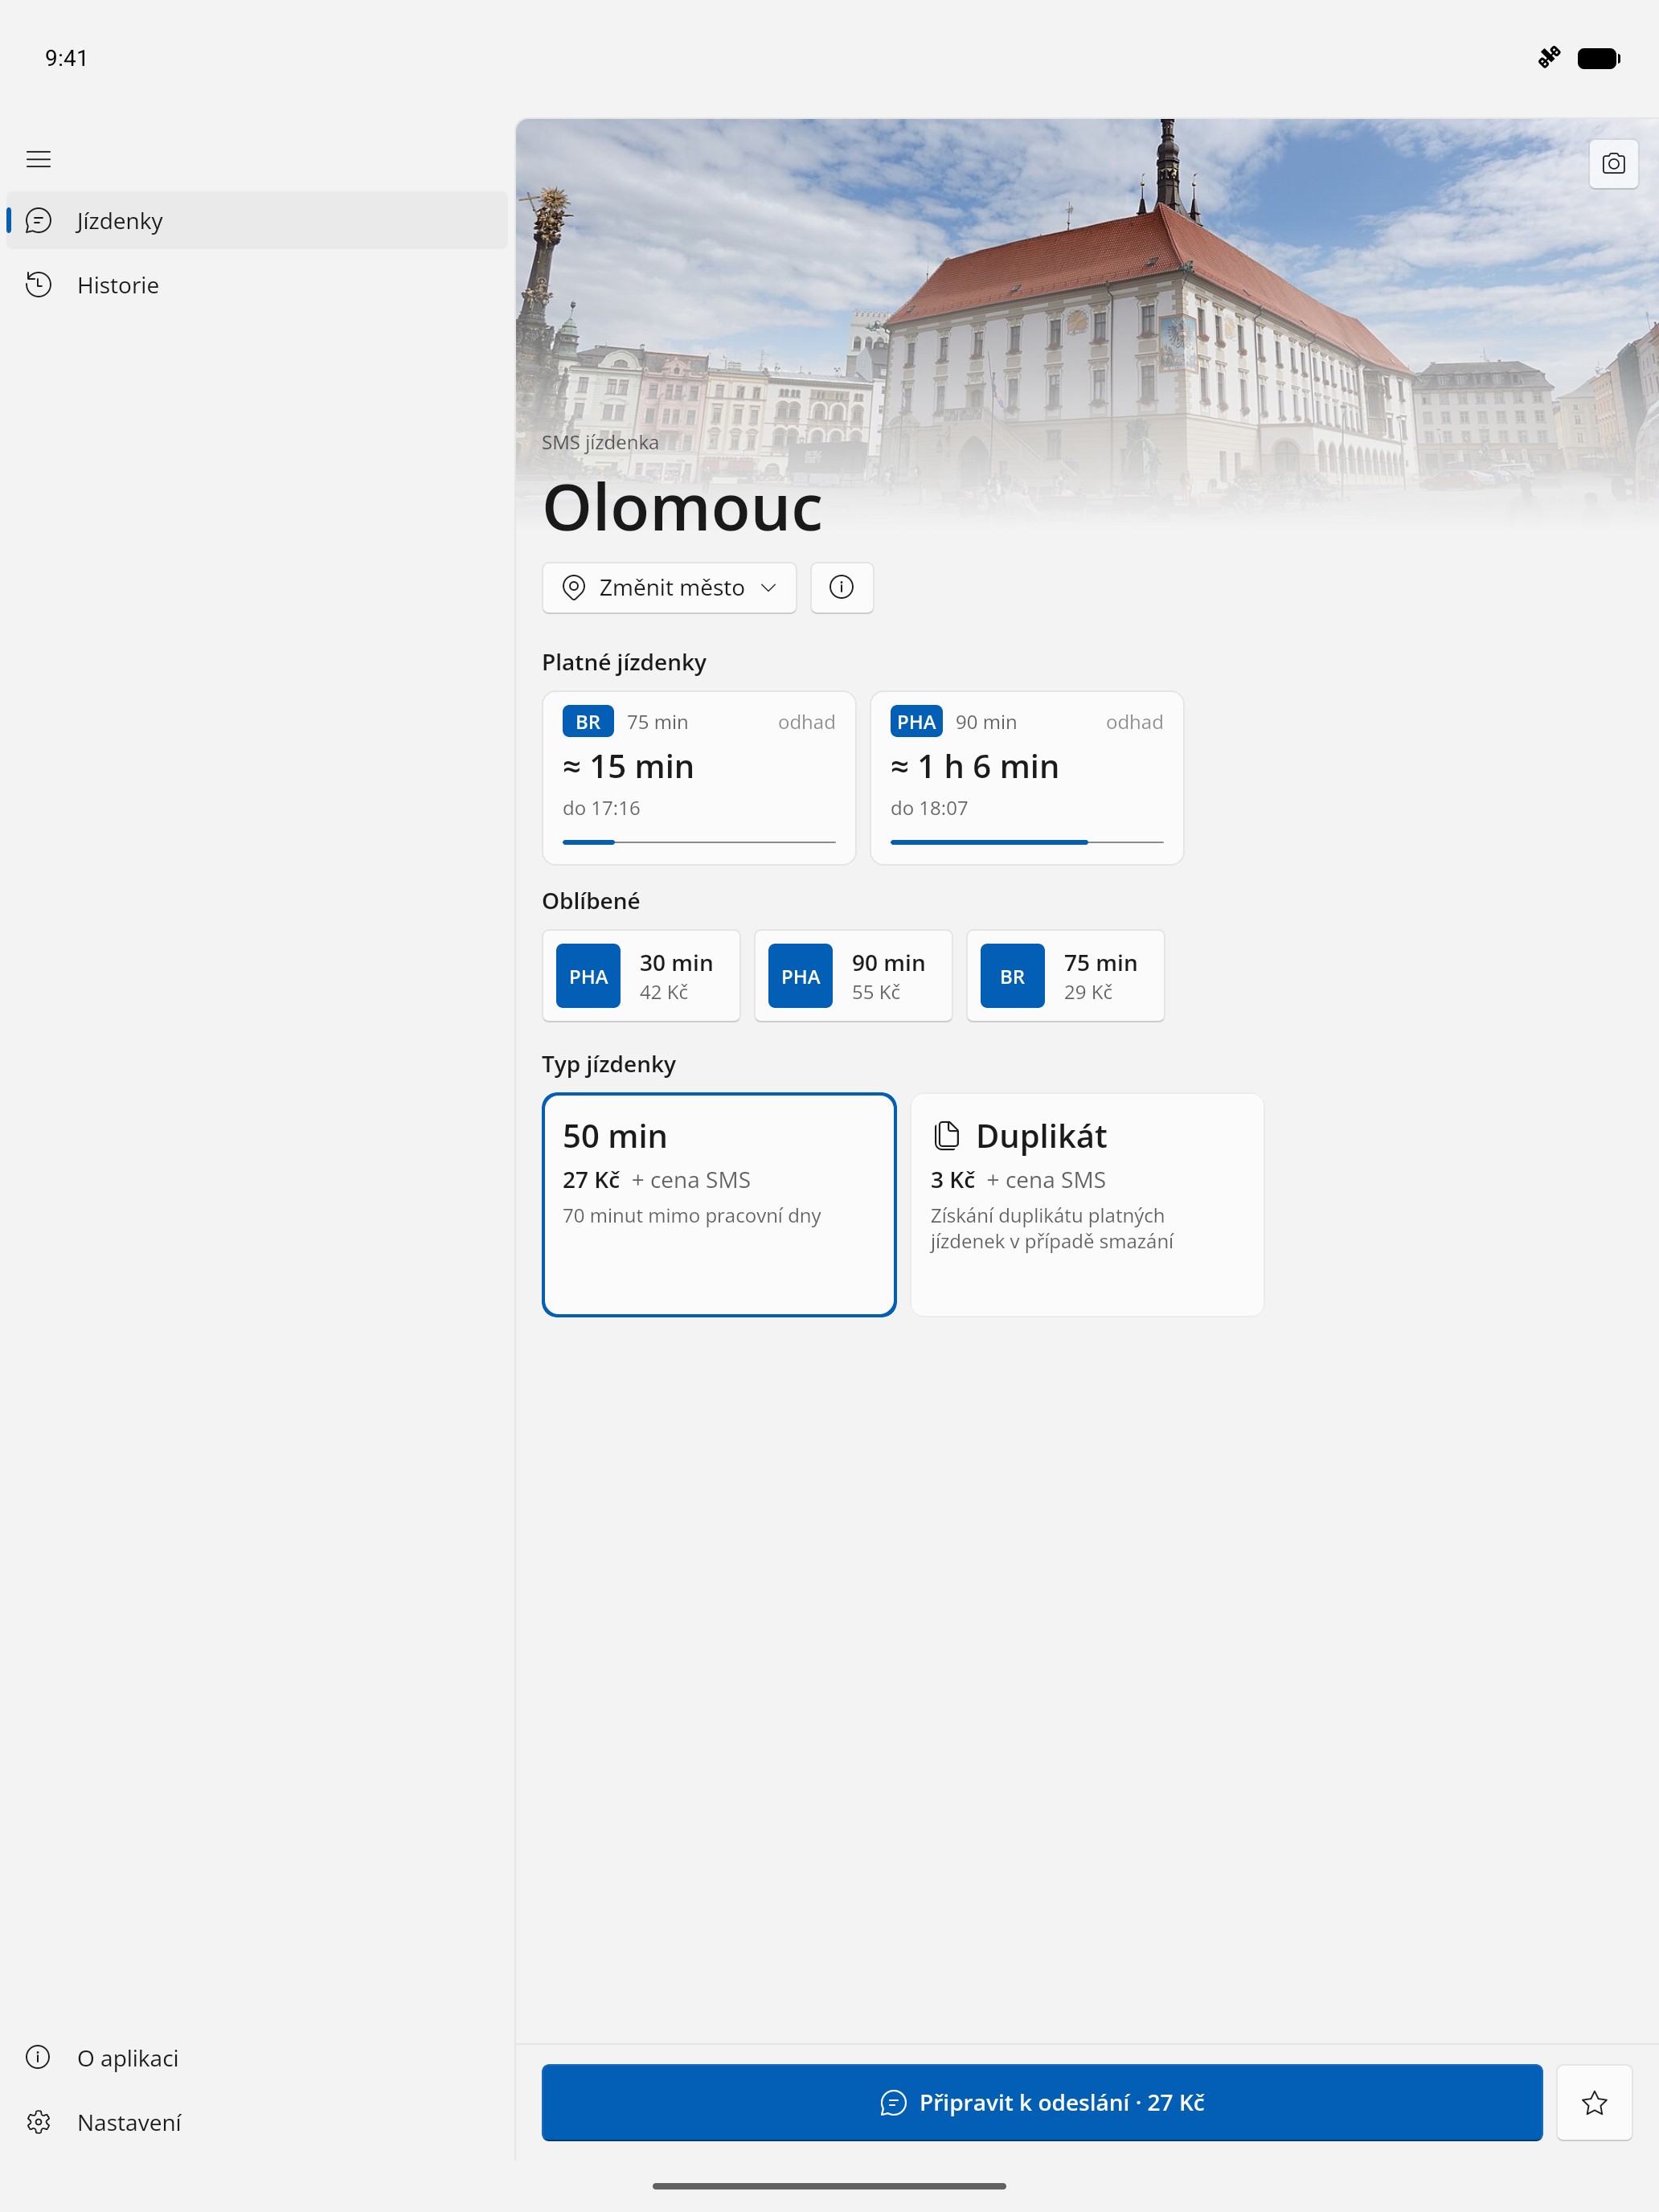 9:41
Jízdenky
Historie
SMS jízdenka
Olomouc
Změnit město
Platné jízdenky
BR 75 min odhad
≈ 15 min
do 17:16
PHA 90 min odhad
≈ 1 h 6 min
do 18:07
Oblíbené
PHA
30 min
42 Kč
PHA
90 min
55 Kč
BR
75 min
29 Kč
Typ jízdenky
50 min
27 Kč + cena SMS
70 minut mimo pracovní dny
Duplikát
3 Kč + cena SMS
Získání duplikátu platných
jízdenek v případě smazání
O aplikaci
Nastavení
Připravit k odeslání · 27 Kč